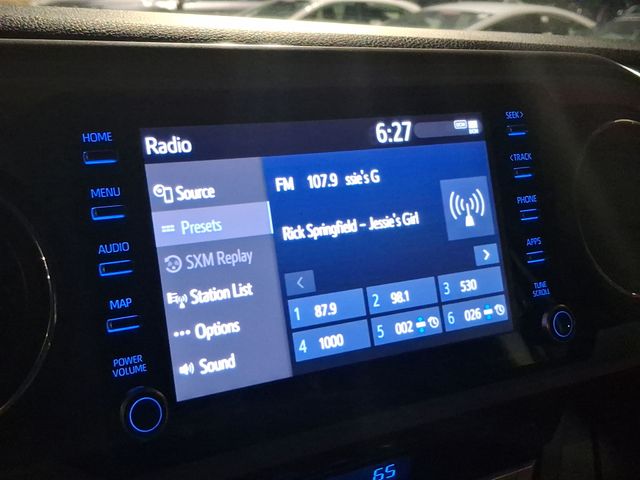 HOME
MENU
AUDIO
MAP
POWER
VOLUME
Radio
6:27
Source
Presets
SXM Replay
Station List
Options
Sound
FM 107.9 ssie's G
Rick Springfield – Jessie's Girl
<
>
1 87.9
2 98.1
3 530
4 1000
5 002
6 026
SEEK>
<TRACK
PHONE
APPS
TUNE
SCROLL
65